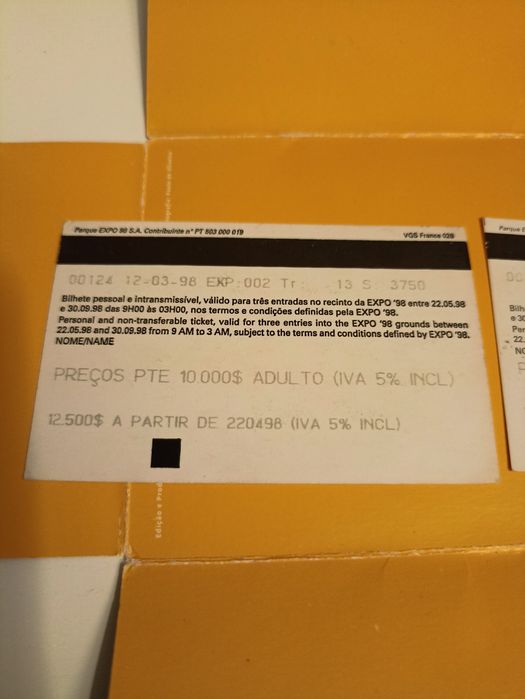 Parque EXPO 98 S.A. Contribuinte nº PT 503 000 019
VGS France 028
00124 12-03-98 EXP:002 Tr: 13 S 3750
Bilhete pessoal e intransmissível, válido para três entradas no recinto da EXPO '98 entre 22.05.98
e 30.09.98 das 9H00 às 03H00, nos termos e condições definidas pela EXPO '98.
Personal and non-transferable ticket, valid for three entries into the EXPO '98 grounds between
22.05.98 and 30.09.98 from 9 AM to 3 AM, subject to the terms and conditions defined by EXPO '98.
NOME/NAME
PREÇOS PTE 10.000$ ADULTO (IVA 5% INCL)
12.500$ A PARTIR DE 220498 (IVA 5% INCL)
Edição e Prod
Parque E